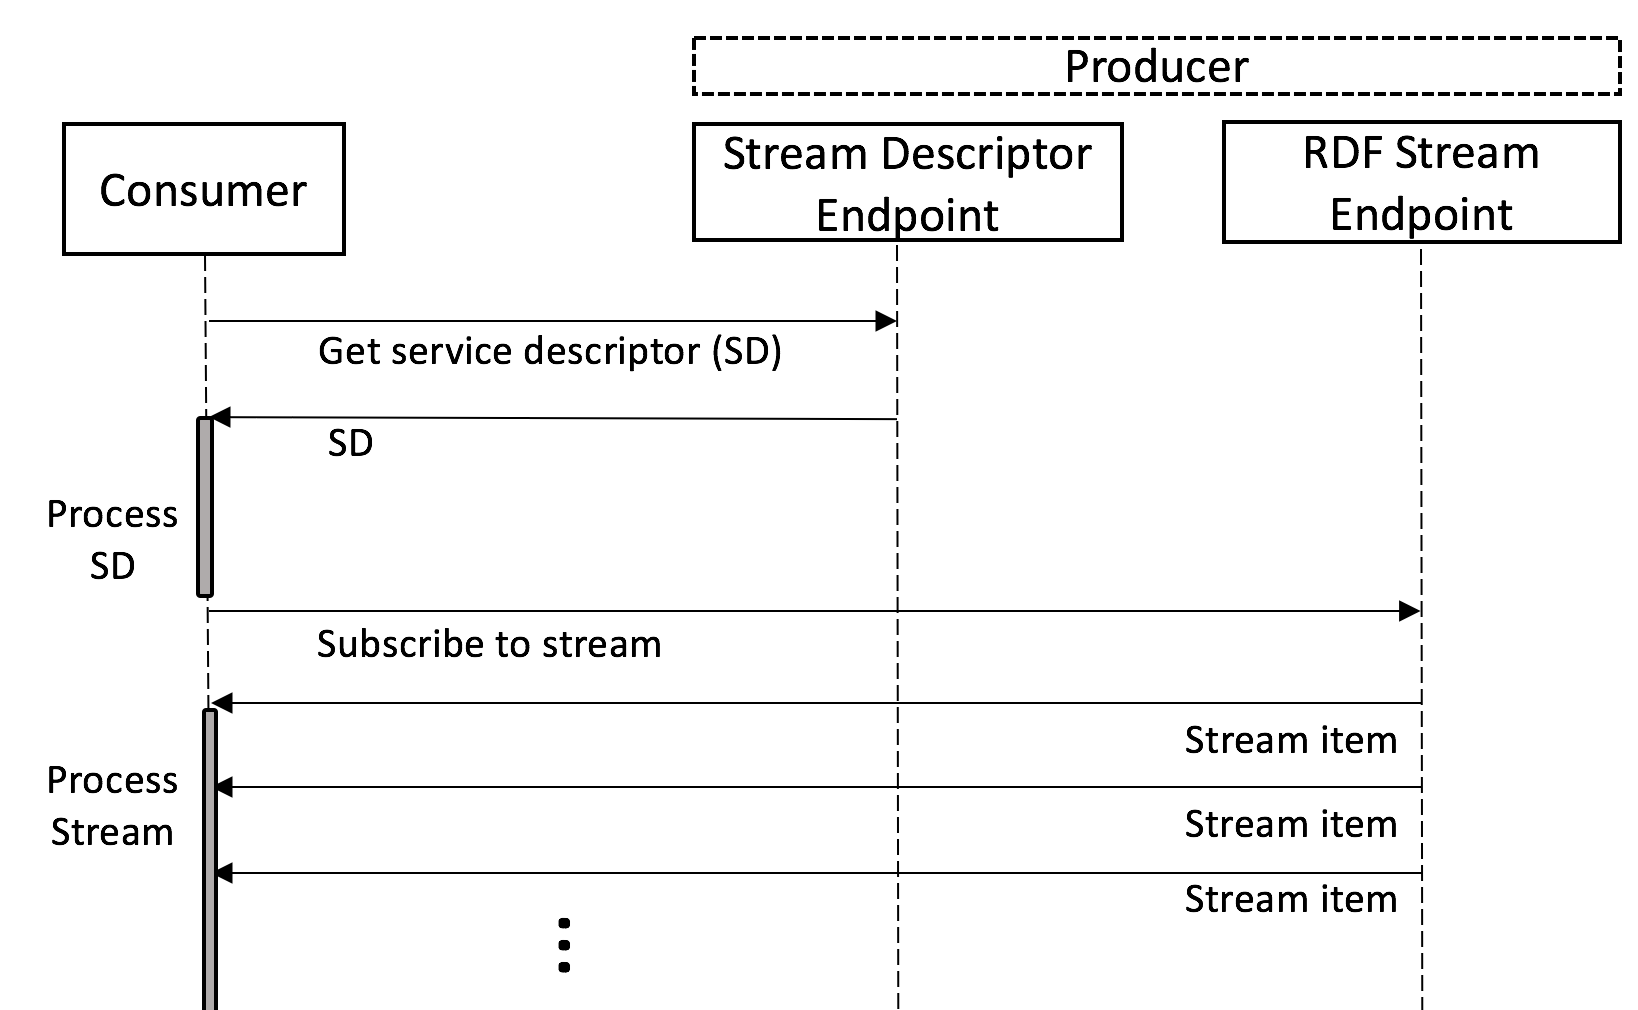 Producer
Consumer
Stream Descriptor
Endpoint
RDF Stream
Endpoint
Get service descriptor (SD)
SD
Process
SD
Subscribe to stream
Stream item
Process
Stream
Stream item
Stream item